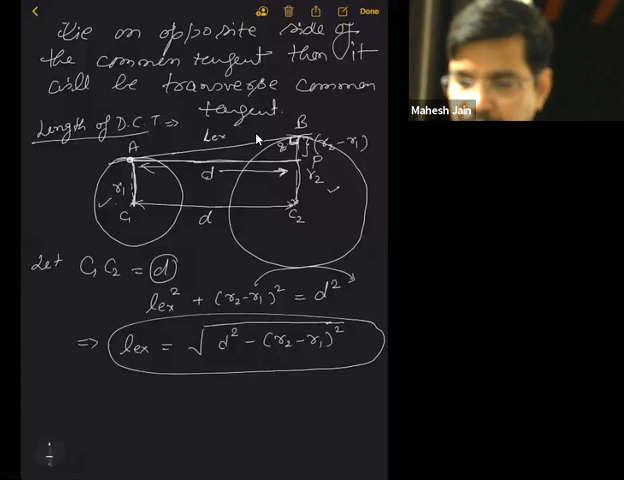 Done
lie on opposite side of
the common tangent then it
will be transverse common
tangent.
Length of D.C.T ⇒
B
lex
A
(r2-r1)
P
d
r2
r1
C1
d
C2
Let C1 C2 = d
lex² + (r2-r1)² = d²
⇒ lex = √d² - (r2-r1)²
Mahesh Jain